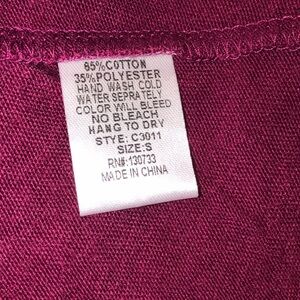 65%COTTON
35%POLYESTER
HAND WASH COLD
WATER SEPRATELY
COLOR WILL BLEED
NO BLEACH
HANG TO DRY
STYE: C3011
SIZE:S
RN#:130733
MADE IN CHINA